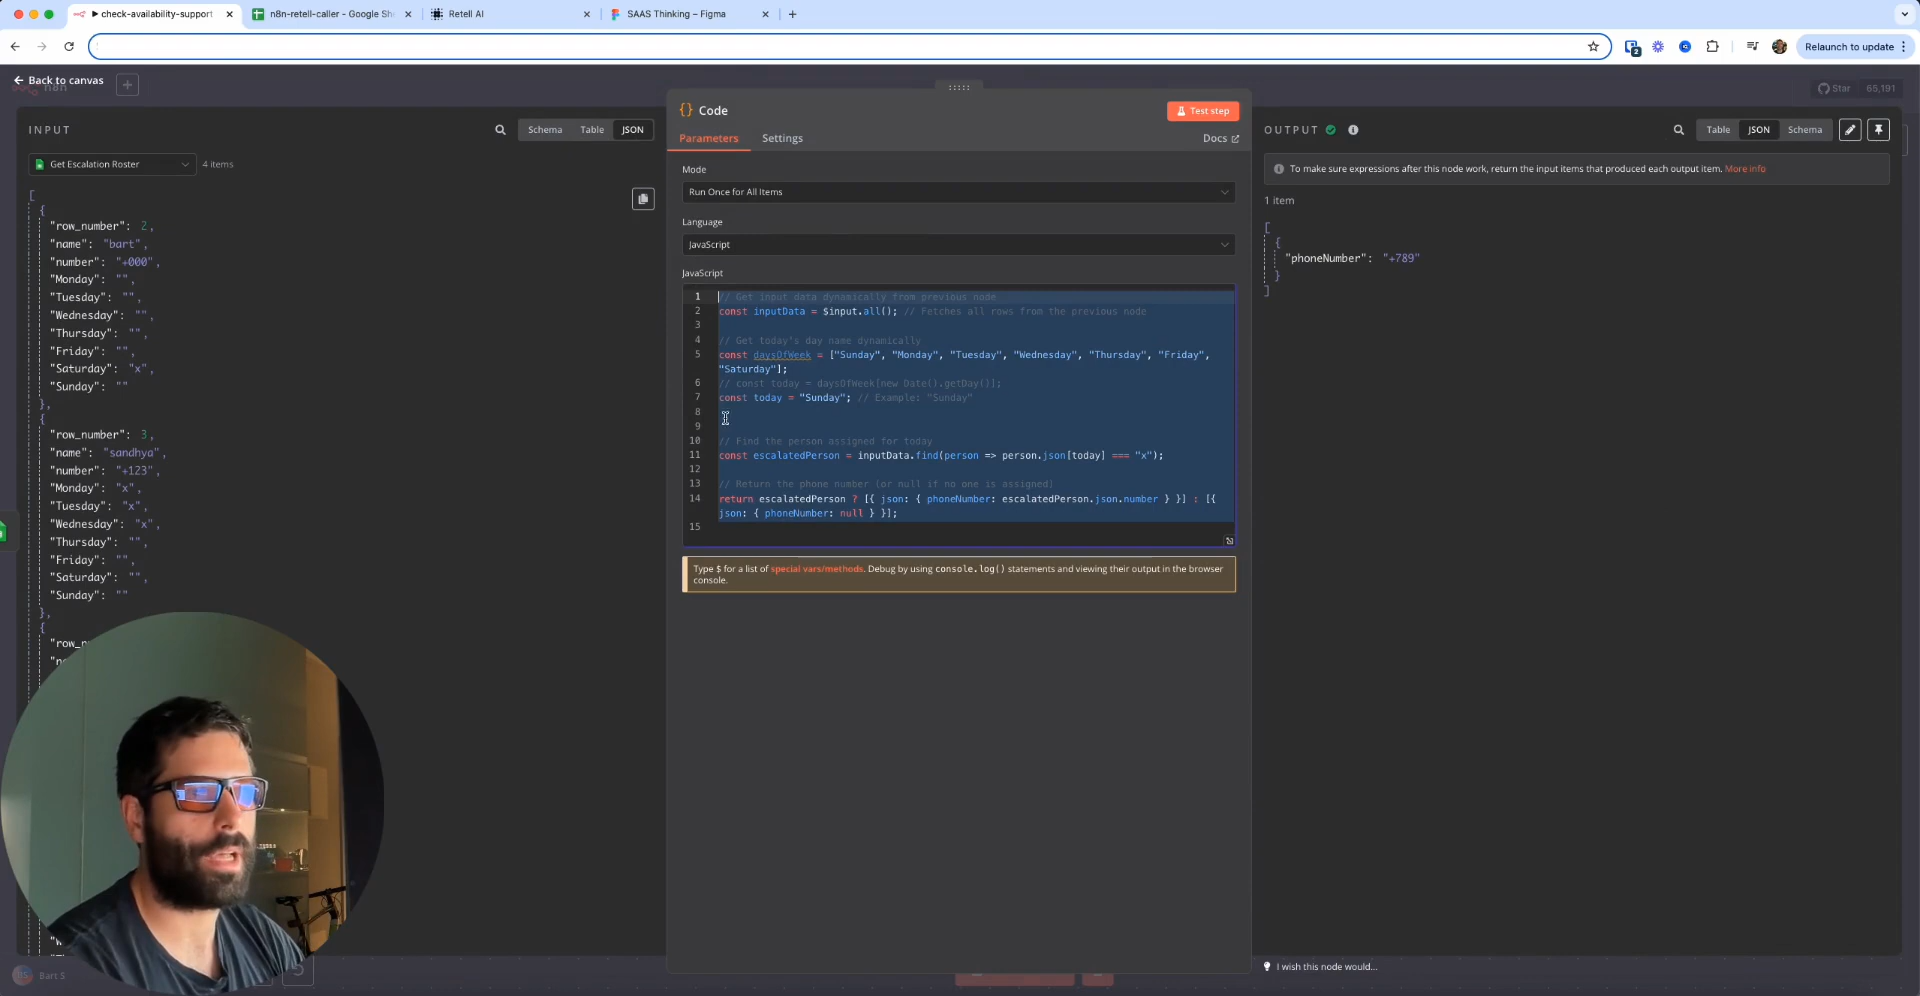 check-availability-support
n8n-retell-caller - Google Sh
Retell AI
SAAS Thinking – Figma
Relaunch to update
Back to canvas
n8n
Star 65,191
INPUT
Schema
Table
JSON
Get Escalation Roster
4 items
[
{
"row_number": 2,
"name": "bart",
"number": "+000",
"Monday": "",
"Tuesday": "",
"Wednesday": "",
"Thursday": "",
"Friday": "",
"Saturday": "x",
"Sunday": ""
},
{
"row_number": 3,
"name": "sandhya",
"number": "+123",
"Monday": "x",
"Tuesday": "x",
"Wednesday": "x",
"Thursday": "",
"Friday": "",
"Saturday": "",
"Sunday": ""
},
{
Bart S
{} Code
Test step
Parameters
Settings
Docs
Mode
Run Once for All Items
Language
JavaScript
JavaScript
1 // Get input data dynamically from previous node
2 const inputData = $input.all(); // Fetches all rows from the previous node
3
4 // Get today's day name dynamically
5 const daysOfWeek = ["Sunday", "Monday", "Tuesday", "Wednesday", "Thursday", "Friday",
"Saturday"];
6 // const today = daysOfWeek[new Date().getDay()];
7 const today = "Sunday"; // Example: "Sunday"
8
9
10 // Find the person assigned for today
11 const escalatedPerson = inputData.find(person => person.json[today] === "x");
12
13 // Return the phone number (or null if no one is assigned)
14 return escalatedPerson ? [{ json: { phoneNumber: escalatedPerson.json.number } }] : [{
json: { phoneNumber: null } }];
15
Type $ for a list of special vars/methods. Debug by using console.log() statements and viewing their output in the browser
console.
OUTPUT
Table
JSON
Schema
To make sure expressions after this node work, return the input items that produced each output item. More info
1 item
[
{
"phoneNumber": "+789"
}
]
I wish this node would...